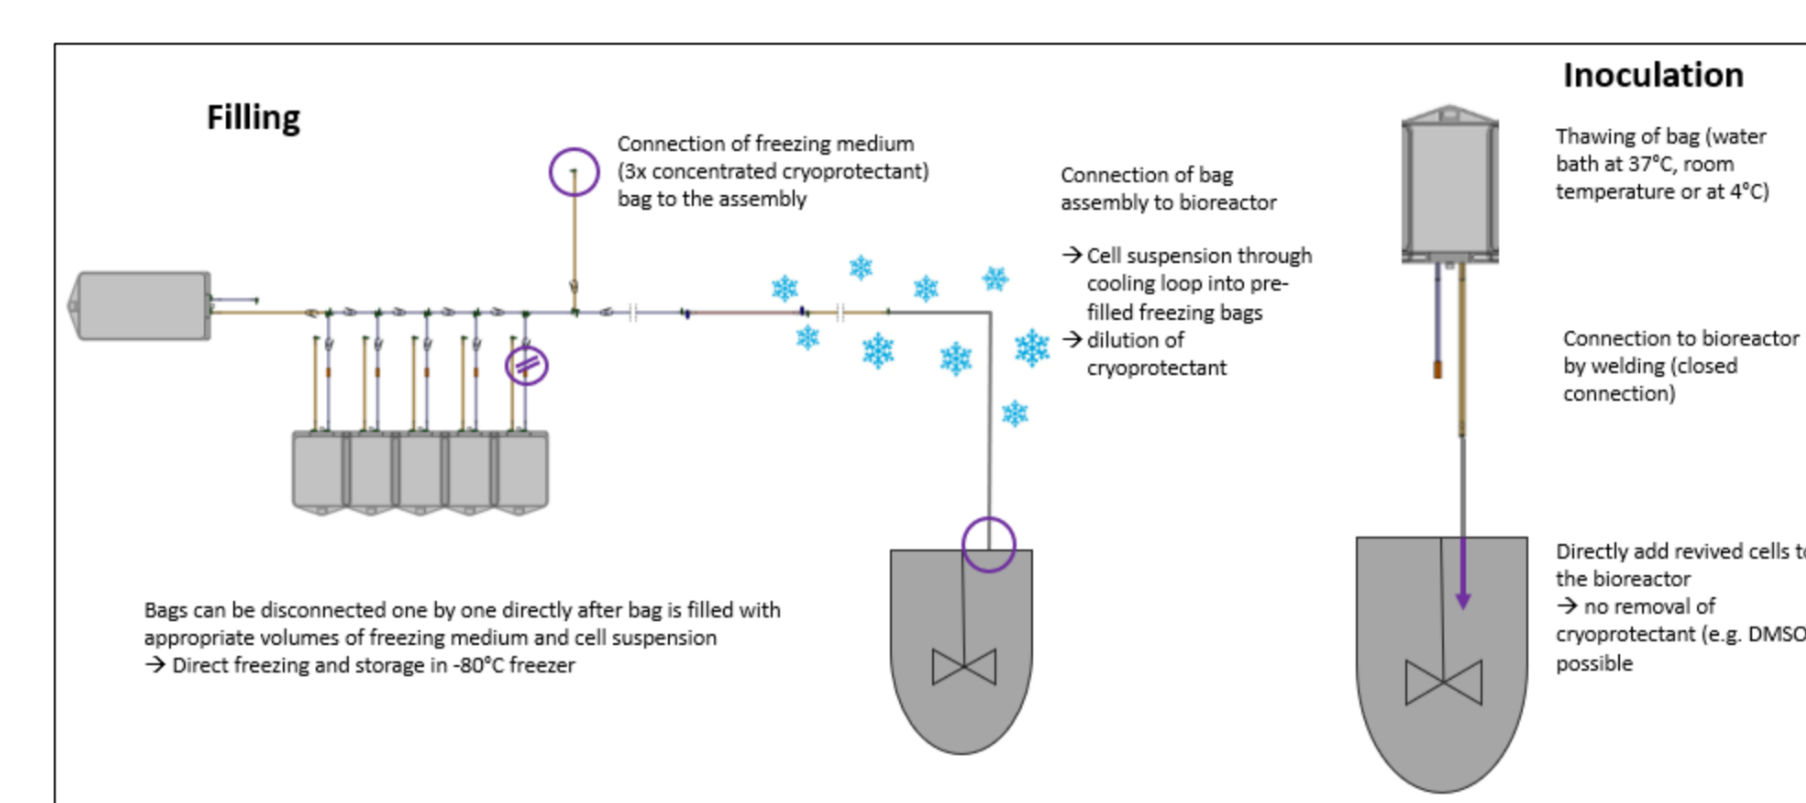 Filling
Connection of freezing medium
(3x concentrated cryoprotectant)
bag to the assembly
Bags can be disconnected one by one directly after bag is filled with
appropriate volumes of freezing medium and cell suspension
→ Direct freezing and storage in -80°C freezer
Connection of bag
assembly to bioreactor
→ Cell suspension through
cooling loop into pre-
filled freezing bags
→ dilution of
cryoprotectant
Inoculation
Thawing of bag (water
bath at 37°C, room
temperature or at 4°C)
Connection to bioreactor
by welding (closed
connection)
Directly add revived cells to
the bioreactor
→ no removal of
cryoprotectant (e.g. DMSO
possible